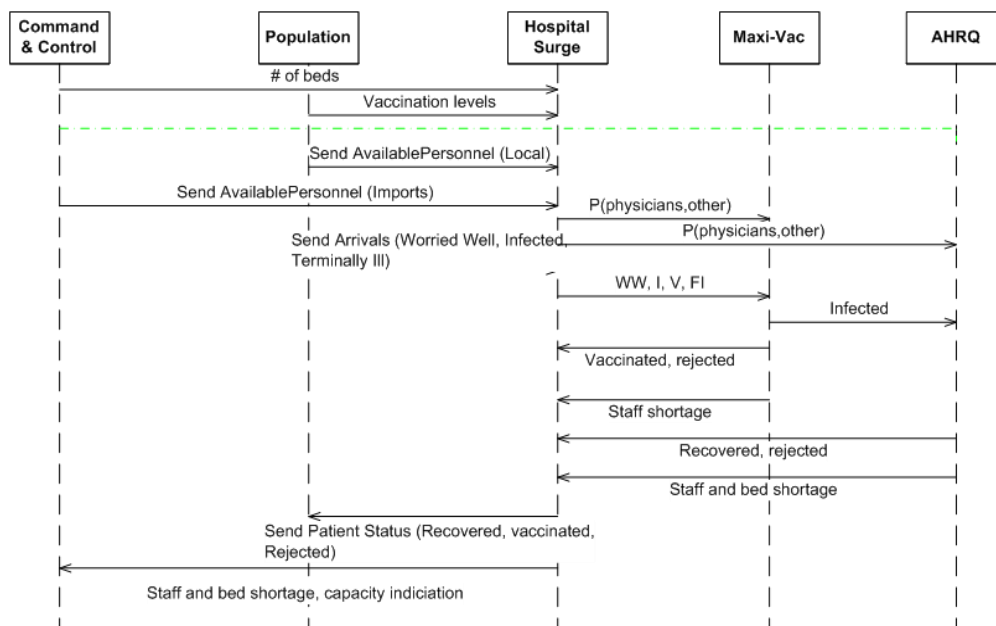 Command
& Control
Population
Hospital
Surge
Maxi-Vac
AHRQ
# of beds
Vaccination levels
Send AvailablePersonnel (Local)
Send AvailablePersonnel (Imports)
P(physicians,other)
P(physicians,other)
Send Arrivals (Worried Well, Infected,
Terminally Ill)
WW, I, V, FI
Infected
Vaccinated, rejected
Staff shortage
Recovered, rejected
Staff and bed shortage
Send Patient Status (Recovered, vaccinated,
Rejected)
Staff and bed shortage, capacity indiciation